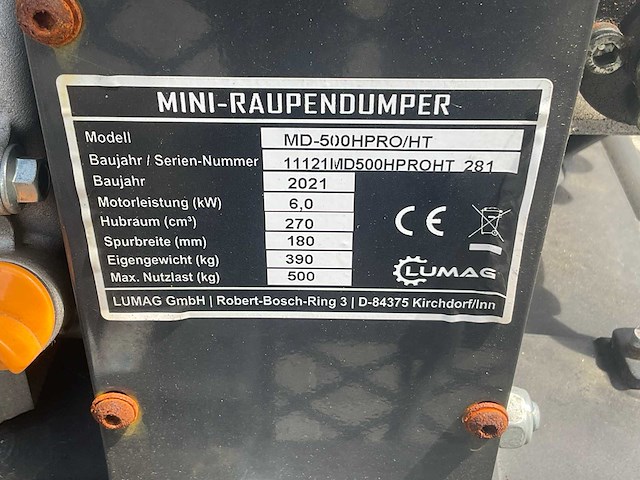 MINI-RAUPENDUMPER
Modell MD-500HPRO/HT
Baujahr / Serien-Nummer 11121MD500HPROHT 281
Baujahr 2021
Motorleistung (kW) 6,0
Hubraum (cm³) 270
Spurbreite (mm) 180
Eigengewicht (kg) 390
Max. Nutzlast (kg) 500
CE
LUMAG
LUMAG GmbH | Robert-Bosch-Ring 3 | D-84375 Kirchdorf/Inn